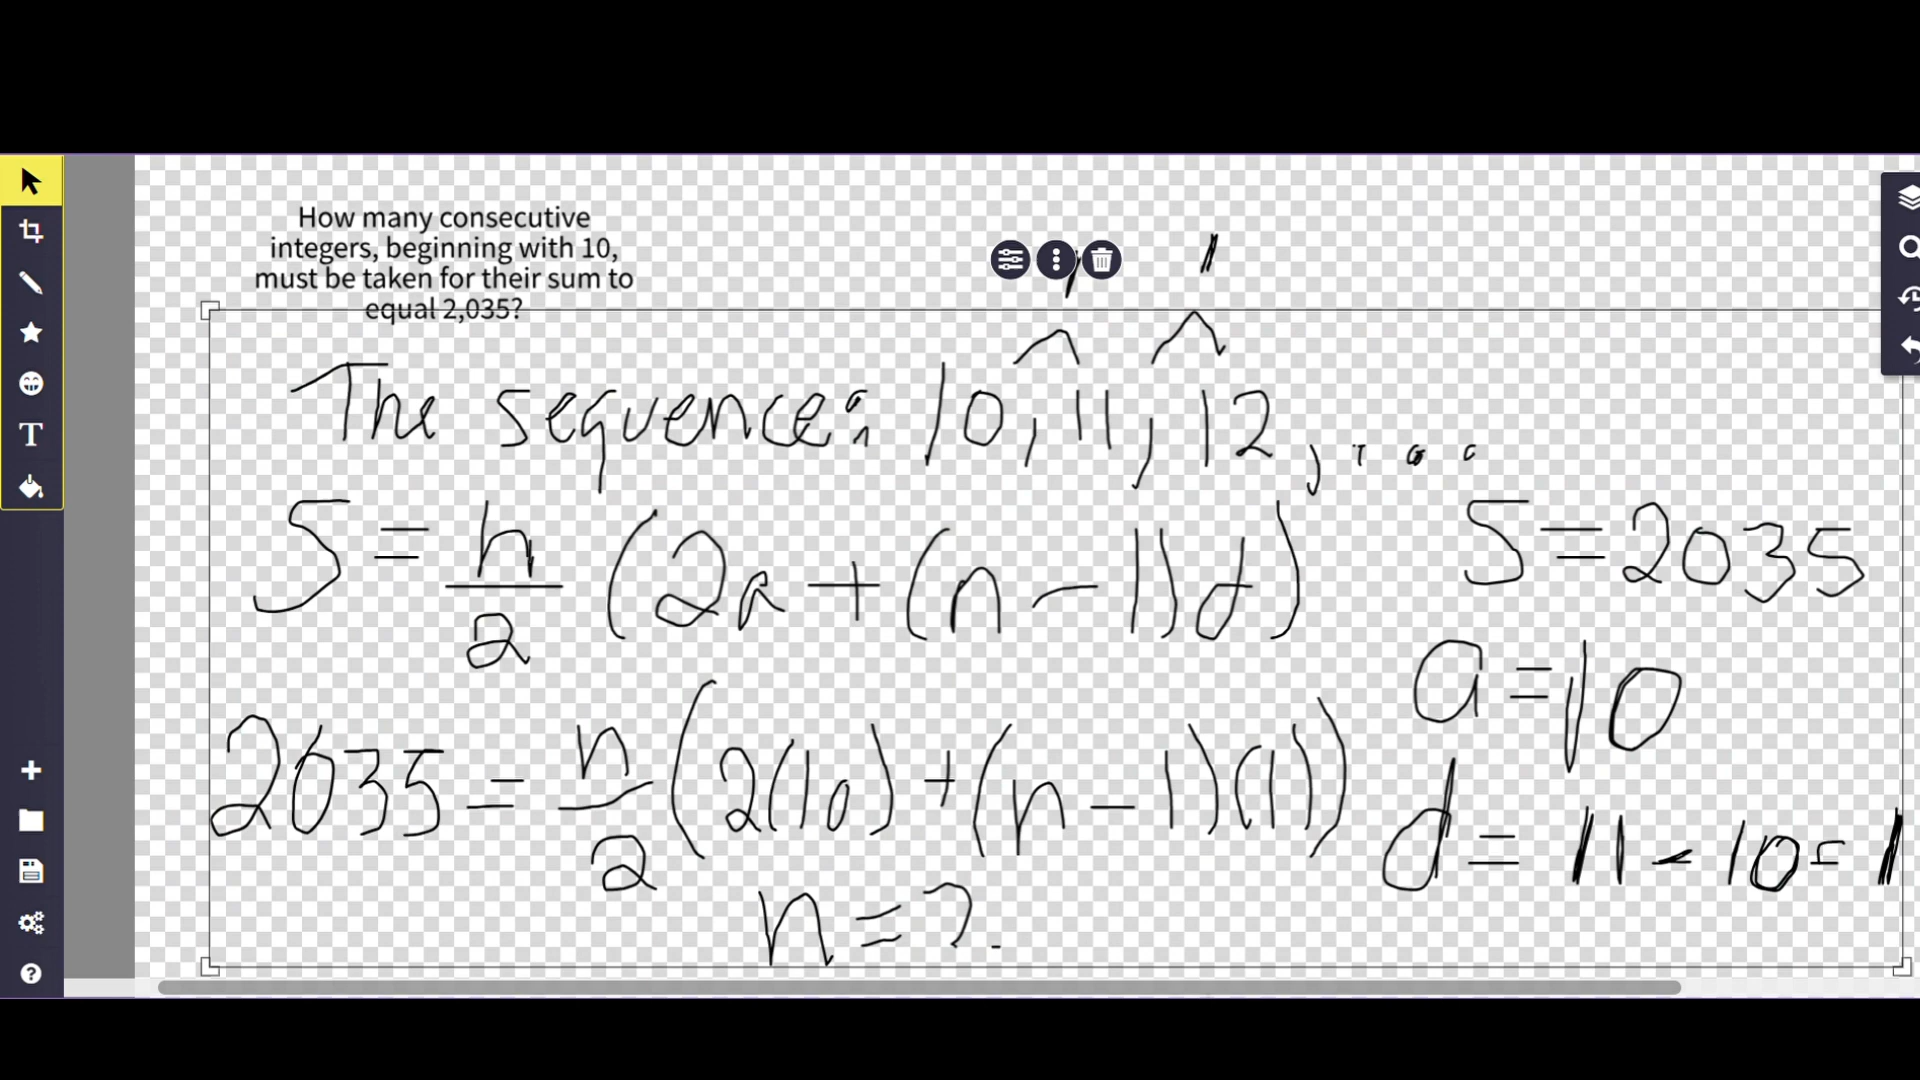 How many consecutive
integers, beginning with 10,
must be taken for their sum to
equal 2,035?
1
The sequence: 10, 11, 12, ...
S = n/2 (2a + (n - 1)d)
S = 2035
a = 10
2035 = n/2 (2(10) + (n - 1)(1))
d = 11 - 10 = 1
n = ?
T
?